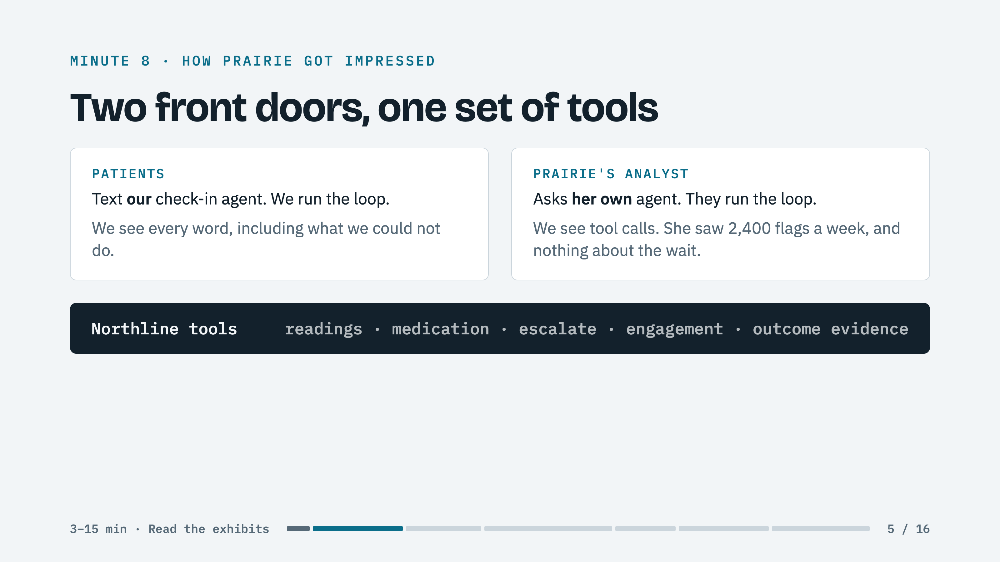 MINUTE 8 · HOW PRAIRIE GOT IMPRESSED
Two front doors, one set of tools
PATIENTS
Text our check-in agent. We run the loop.
We see every word, including what we could not
do.
PRAIRIE'S ANALYST
Asks her own agent. They run the loop.
We see tool calls. She saw 2,400 flags a week, and
nothing about the wait.
Northline tools readings · medication · escalate · engagement · outcome evidence
3–15 min · Read the exhibits
5 / 16